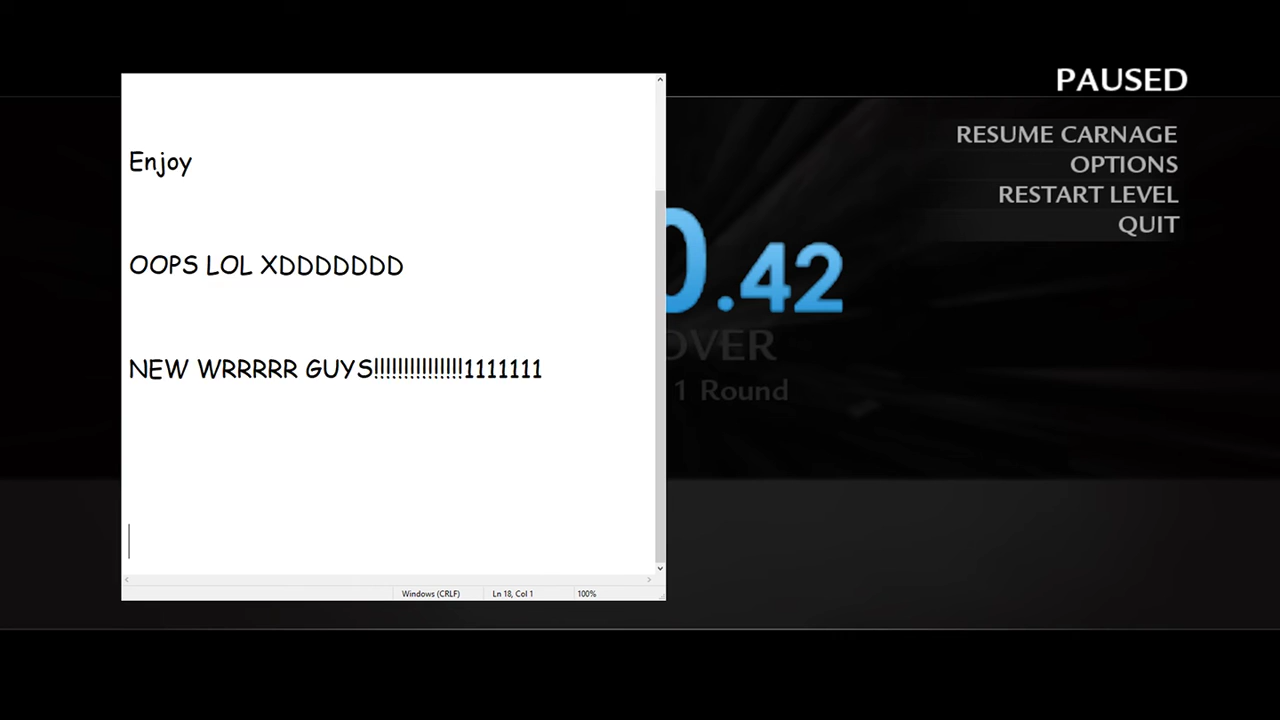 PAUSED
RESUME CARNAGE
OPTIONS
RESTART LEVEL
QUIT
Enjoy
OOPS LOL XDDDDDDD
NEW WRRRRR GUYS!!!!!!!!!!!!!!!1111111
0.42
OVER
1 Round
Windows (CRLF)
Ln 18, Col 1
100%